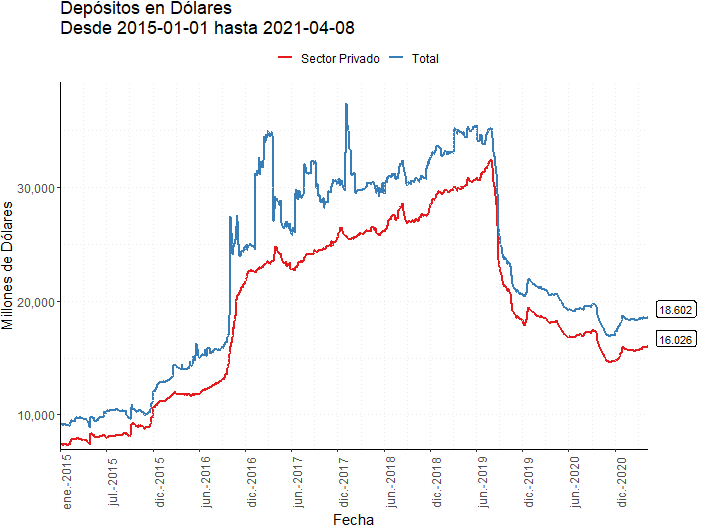 Depósitos en Dólares
Desde 2015-01-01 hasta 2021-04-08
Sector Privado Total
Millones de Dólares
30,000
20,000
10,000
18.602
16.026
ene.-2015 jul.-2015 dic.-2015 jun.-2016 dic.-2016 jun.-2017 dic.-2017 jun.-2018 dic.-2018 jun.-2019 dic.-2019 jun.-2020 dic.-2020
Fecha